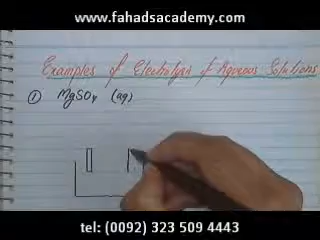 www.fahadsacademy.com
Examples of Electrolysis of Aqueous Solutions
① MgSO₄ (aq)
tel: (0092) 323 509 4443